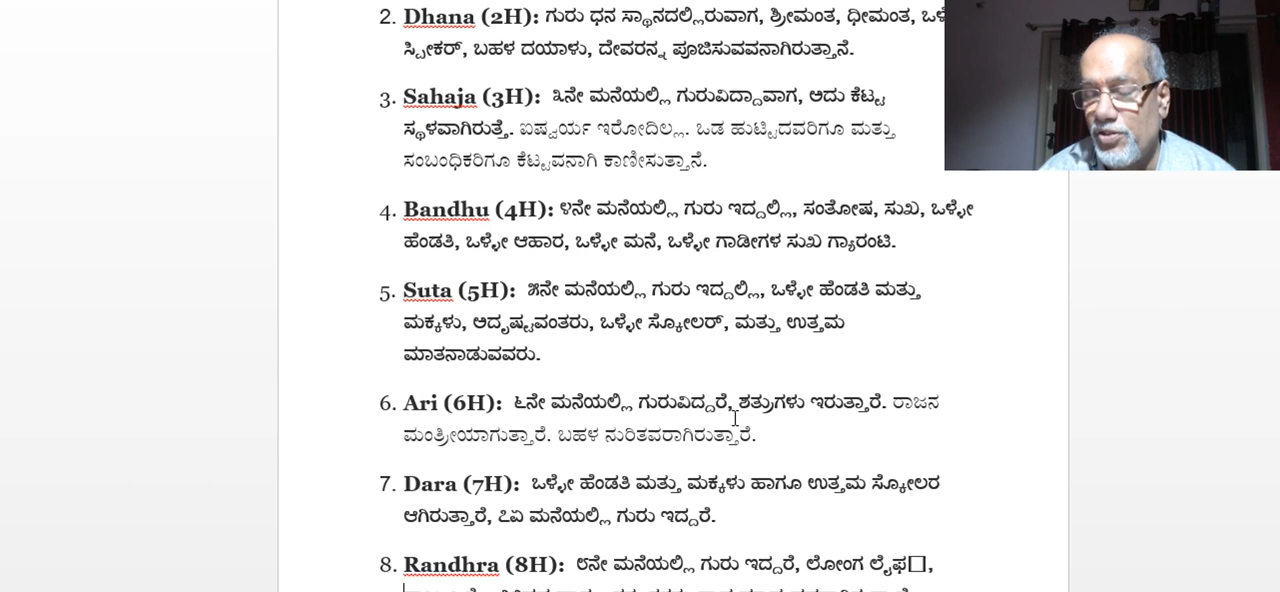 2. Dhana (2H): ಗುರು ಧನ ಸ್ಥಾನದಲ್ಲಿರುವಾಗ, ಶ್ರೀಮಂತ, ಧೀಮಂತ,
ಸ್ಪೀಕರ್, ಬಹಳ ದಯಾಳು, ದೇವರನ್ನ ಪೂಜಿಸುವವನಾಗಿರುತ್ತಾನೆ.
3. Sahaja (3H): ೩ನೇ ಮನೆಯಲ್ಲಿ ಗುರುವಿದ್ದಾವಾಗ, ಅದು ಕೆಟ್ಟ
ಸ್ಥಳವಾಗಿರುತ್ತೆ. ಐಷ್ವರ್ಯ ಇರೋದಿಲ್ಲ. ಒಡ ಹುಟ್ಟಿದವರಿಗೂ ಮತ್ತು
ಸಂಬಂಧಿಕರಿಗೂ ಕೆಟ್ಟವನಾಗಿ ಕಾಣೀಸುತ್ತಾನೆ.
4. Bandhu (4H): ೪ನೇ ಮನೆಯಲ್ಲಿ ಗುರು ಇದ್ದಲ್ಲಿ, ಸಂತೋಷ, ಸುಖ, ಒಳ್ಳೇ
ಹೆಂಡತಿ, ಒಳ್ಳೇ ಆಹಾರ, ಒಳ್ಳೇ ಮನೆ, ಒಳ್ಳೇ ಗಾಡೀಗಳ ಸುಖ ಗ್ಯಾರಂಟಿ.
5. Suta (5H): ೫ನೇ ಮನೆಯಲ್ಲಿ ಗುರು ಇದ್ದಲ್ಲಿ, ಒಳ್ಳೇ ಹೆಂಡತಿ ಮತ್ತು
ಮಕ್ಕಳು, ಅದೃಷ್ಟವಂತರು, ಒಳ್ಳೇ ಸ್ಕೋಲರ್, ಮತ್ತು ಉತ್ತಮ
ಮಾತನಾಡುವವರು.
6. Ari (6H): ೬ನೇ ಮನೆಯಲ್ಲಿ ಗುರುವಿದ್ದರೆ, ಶತ್ರುಗಳು ಇರುತ್ತಾರೆ. ರಾಜನ
ಮಂತ್ರೀಯಾಗುತ್ತಾರೆ. ಬಹಳ ನುರಿತವರಾಗಿರುತ್ತಾರೆ.
7. Dara (7H): ಒಳ್ಳೇ ಹೆಂಡತಿ ಮತ್ತು ಮಕ್ಕಳು ಹಾಗೂ ಉತ್ತಮ ಸ್ಕೋಲರ
ಆಗಿರುತ್ತಾರೆ, ೭ಏ ಮನೆಯಲ್ಲಿ ಗುರು ಇದ್ದರೆ.
8. Randhra (8H): ೮ನೇ ಮನೆಯಲ್ಲಿ ಗುರು ಇದ್ದರೆ, ಲೋಂಗ ಲೈಫ,